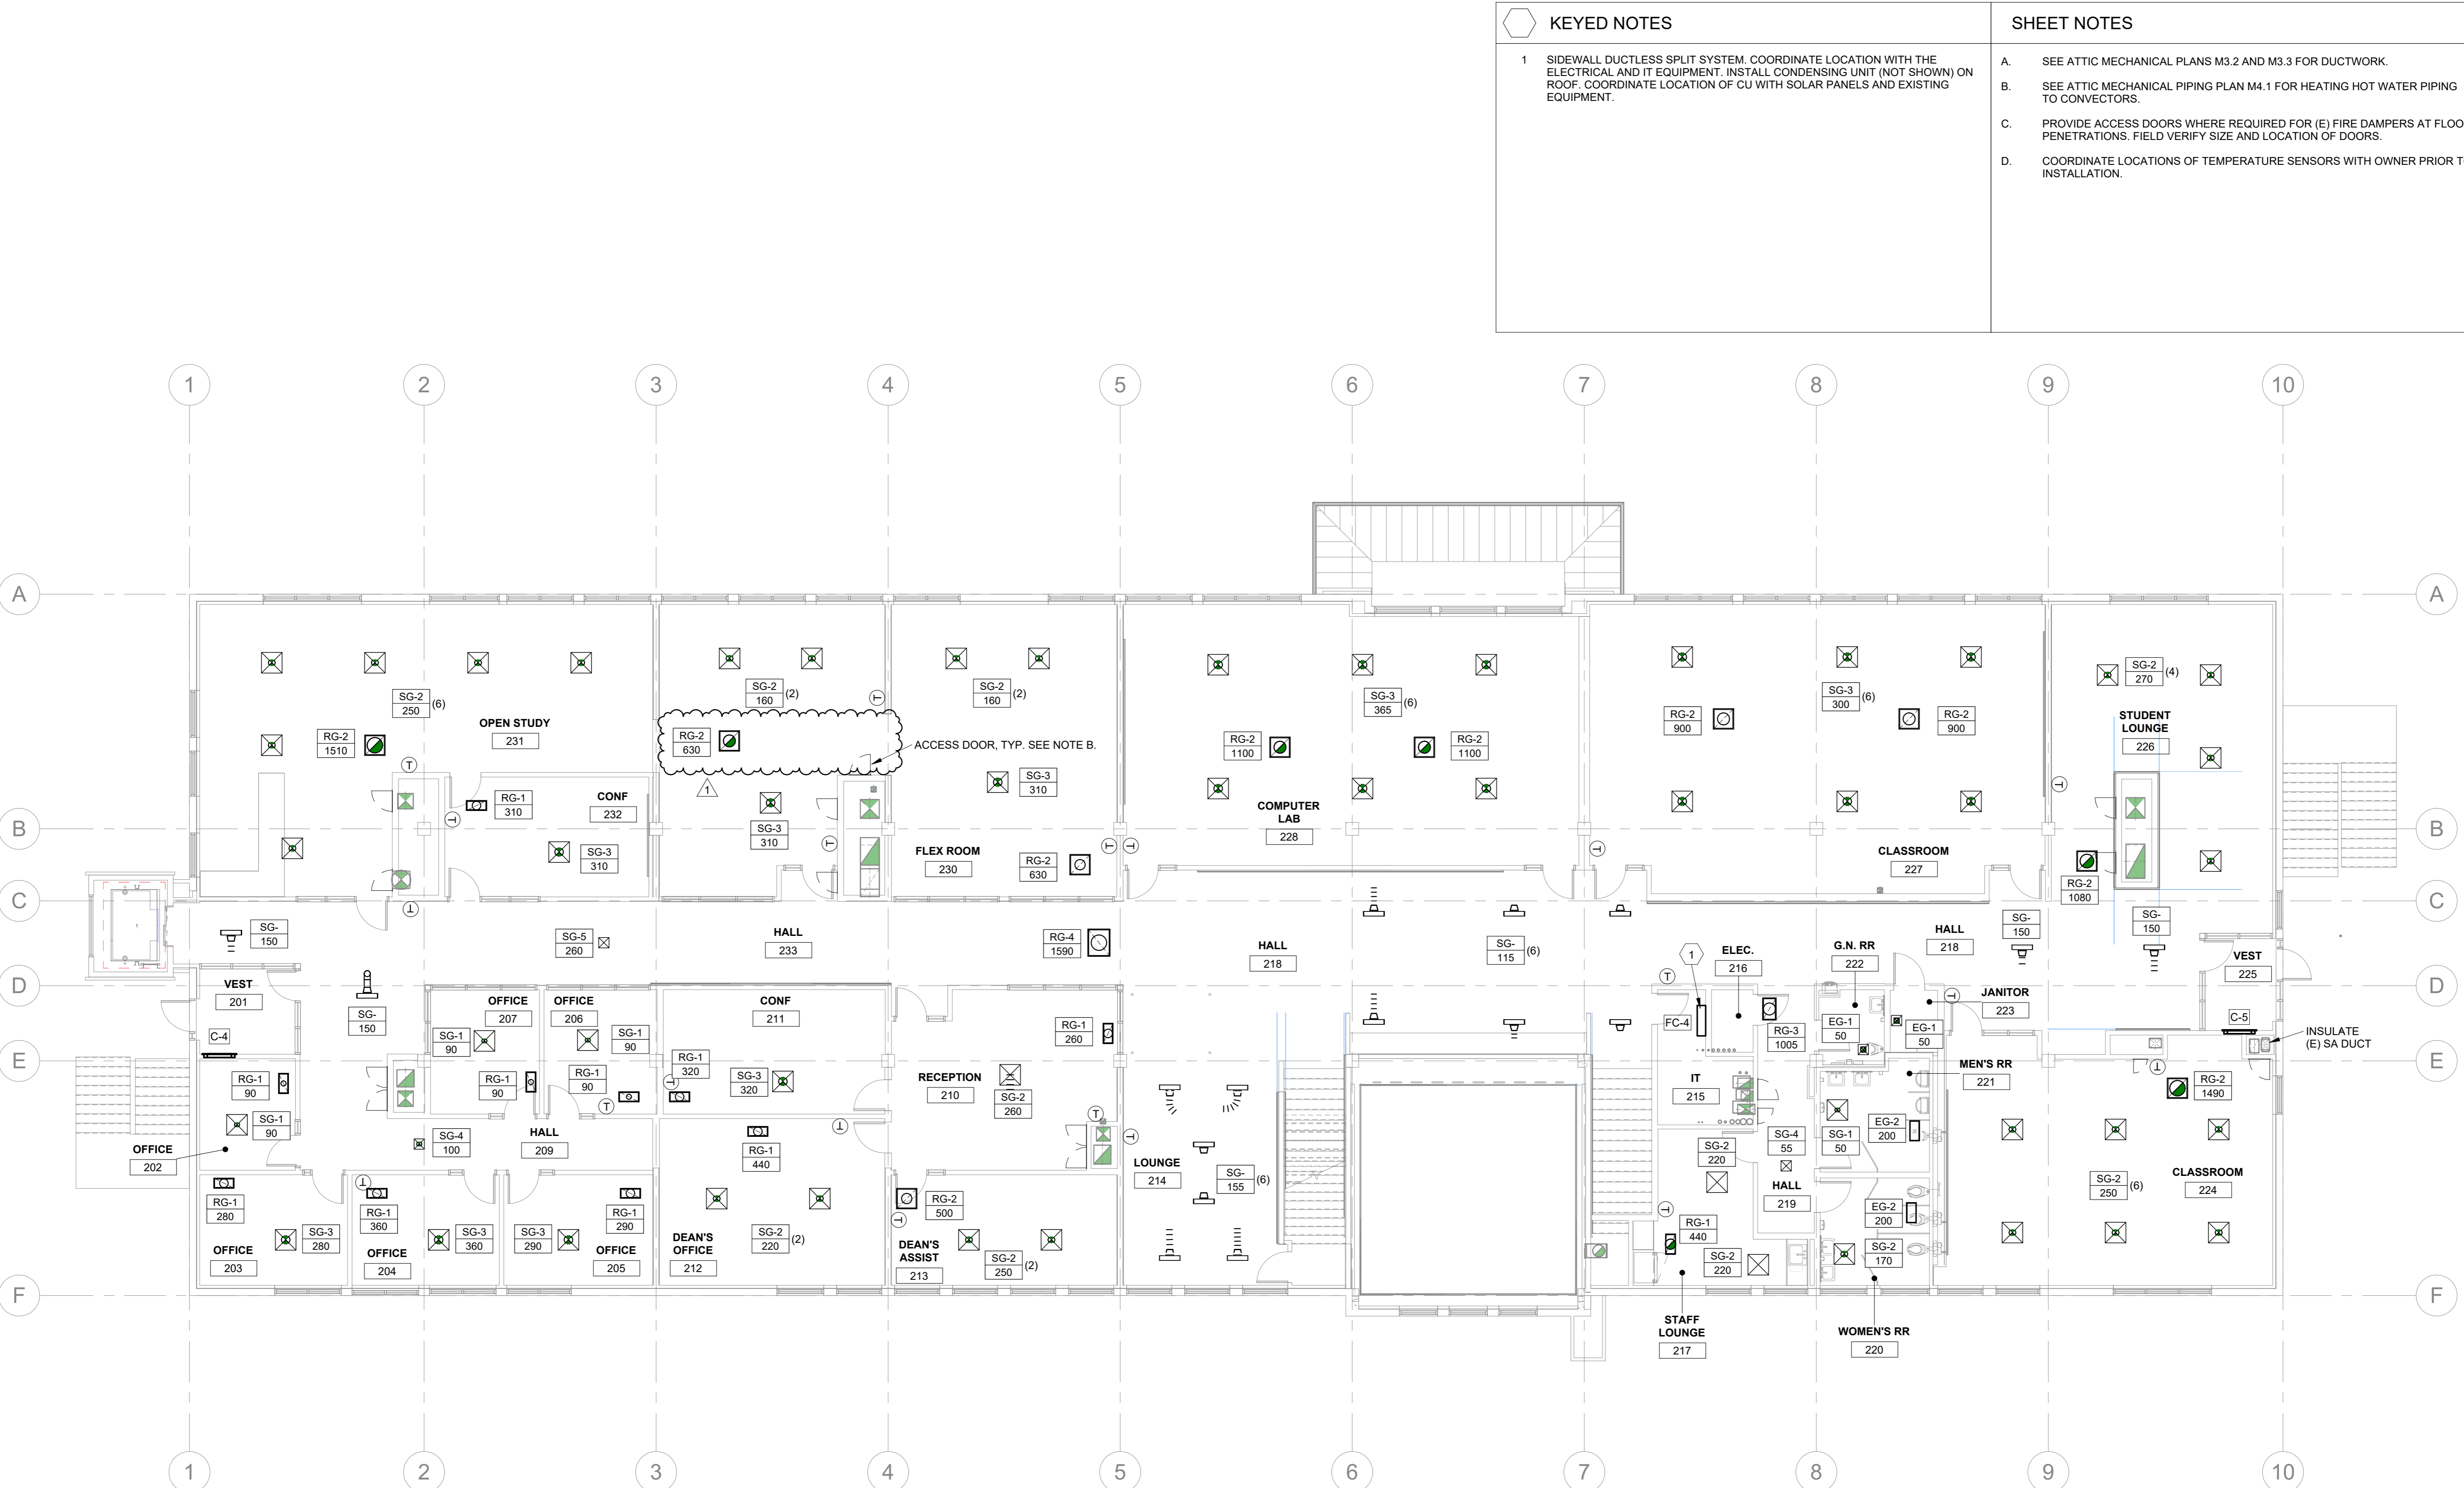 KEYED NOTES
1 SIDEWALL DUCTLESS SPLIT SYSTEM. COORDINATE LOCATION WITH THE
ELECTRICAL AND IT EQUIPMENT. INSTALL CONDENSING UNIT (NOT SHOWN) ON
ROOF. COORDINATE LOCATION OF CU WITH SOLAR PANELS AND EXISTING
EQUIPMENT.
SHEET NOTES
A. SEE ATTIC MECHANICAL PLANS M3.2 AND M3.3 FOR DUCTWORK.
B. SEE ATTIC MECHANICAL PIPING PLAN M4.1 FOR HEATING HOT WATER PIPING
TO CONVECTORS.
C. PROVIDE ACCESS DOORS WHERE REQUIRED FOR (E) FIRE DAMPERS AT FLOO
PENETRATIONS. FIELD VERIFY SIZE AND LOCATION OF DOORS.
D. COORDINATE LOCATIONS OF TEMPERATURE SENSORS WITH OWNER PRIOR T
INSTALLATION.
1 2 3 4 5 6 7 8 9 10
A
A
SG-2
250 (6)
OPEN STUDY
231
RG-2
1510
T
RG-1
310
CONF
232
T
SG-3
310
SG-2
160 (2)
T
RG-2
630
1
ACCESS DOOR, TYP. SEE NOTE B.
SG-3
310
T
SG-2
160 (2)
SG-3
310
FLEX ROOM
230
RG-2
630
T
T
SG-3
365 (6)
RG-2
1100
RG-2
1100
COMPUTER
LAB
228
SG-3
300 (6)
RG-2
900
RG-2
900
T
CLASSROOM
227
SG-2
270 (4)
STUDENT
LOUNGE
226
T
RG-2
1080
B
B
C
C
T
SG-
150
SG-5
260
HALL
233
RG-4
1590
HALL
218
SG-
115 (6)
HALL
218
SG-
150
SG-
150
VEST
225
C-5
INSULATE
(E) SA DUCT
D
D
VEST
201
C-4
SG-
150
OFFICE
207
SG-1
90
RG-1
90
OFFICE
206
SG-1
90
RG-1
90
T
CONF
211
RG-1
320
T
SG-3
320
RG-1
260
RECEPTION
210
SG-2
260
T
T
T
1
ELEC.
216
FC-4
RG-3
1005
IT
215
G.N. RR
222
EG-1
50
EG-1
50
T
JANITOR
223
MEN'S RR
221
E
E
RG-1
90
SG-1
90
OFFICE
202
SG-4
100
HALL
209
RG-1
440
T
LOUNGE
214
SG-
155 (6)
SG-2
220
SG-4
55
SG-1
50
EG-2
200
HALL
219
T
RG-2
1490
SG-2
250 (6)
CLASSROOM
224
RG-1
280
SG-3
280
OFFICE
203
T
RG-1
360
SG-3
360
OFFICE
204
SG-3
290
RG-1
290
OFFICE
205
DEAN'S
OFFICE
212
SG-2
220 (2)
RG-2
500
T
DEAN'S
ASSIST
213
SG-2
250 (2)
T
RG-1
440
SG-2
220
EG-2
200
SG-2
170
STAFF
LOUNGE
217
WOMEN'S RR
220
F
F
1 2 3 4 5 6 7 8 9 10